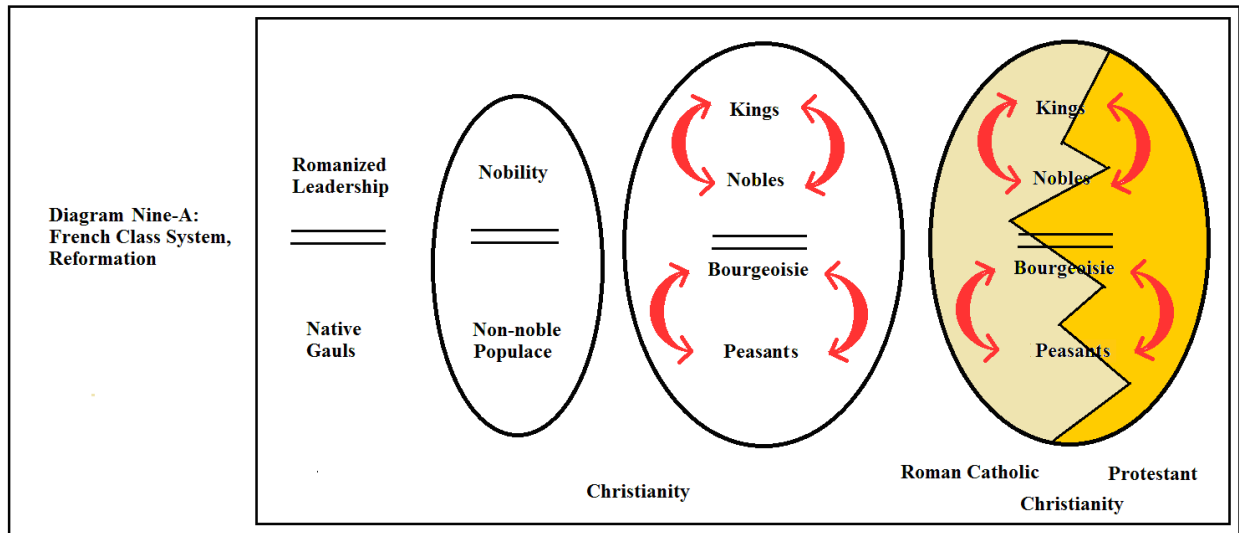 Diagram Nine-A:
French Class System,
Reformation
Romanized
Leadership
Native
Gauls
Nobility
Non-noble
Populace
Kings
Nobles
Bourgeoisie
Peasants
Christianity
Kings
Nobles
Bourgeoisie
Peasants
Roman Catholic
Protestant
Christianity